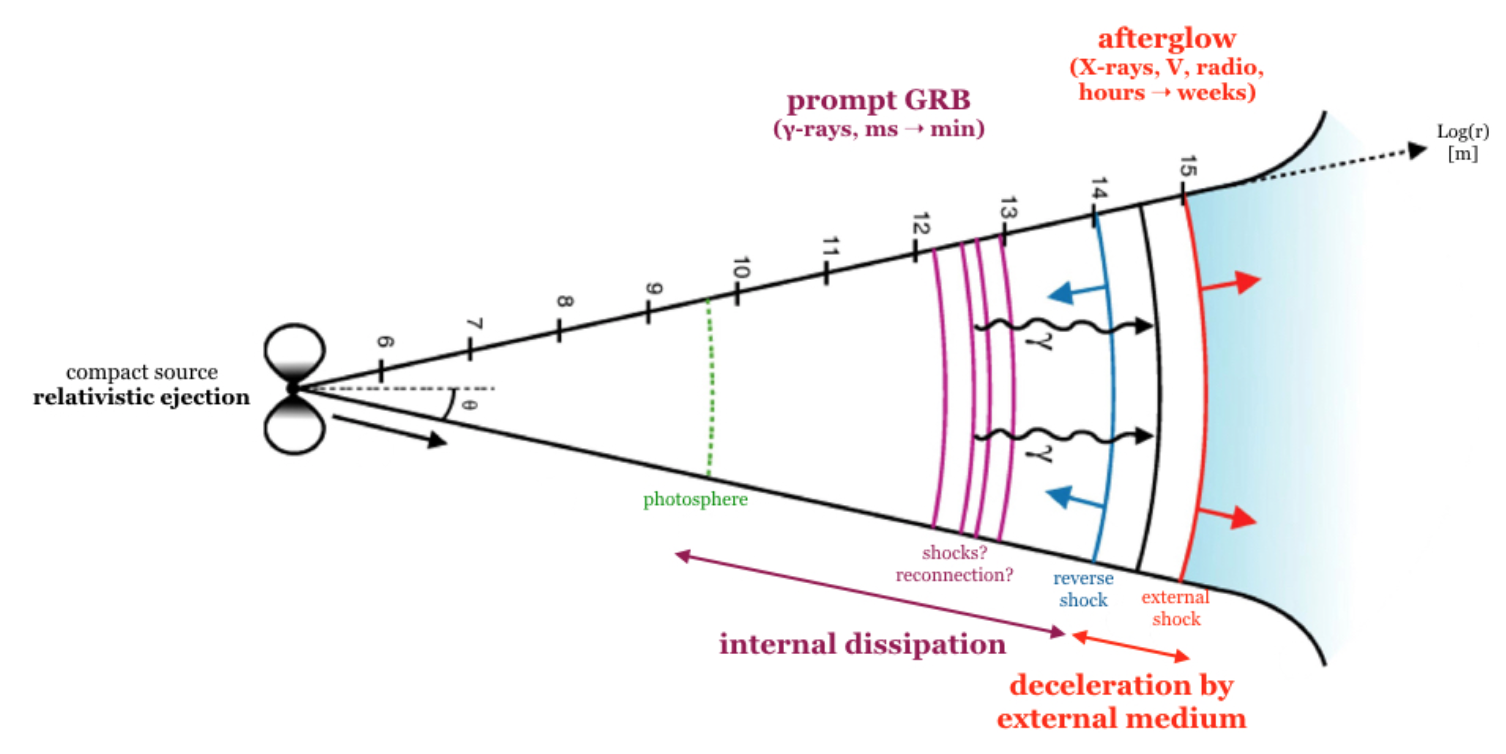 afterglow
(X-rays, V, radio,
hours → weeks)
prompt GRB
(γ-rays, ms → min)
Log(r)
[m]
6
7
8
9
10
11
12
13
14
15
compact source
relativistic ejection
θ
γ
γ
photosphere
shocks?
reconnection?
reverse
shock
external
shock
internal dissipation
deceleration by
external medium